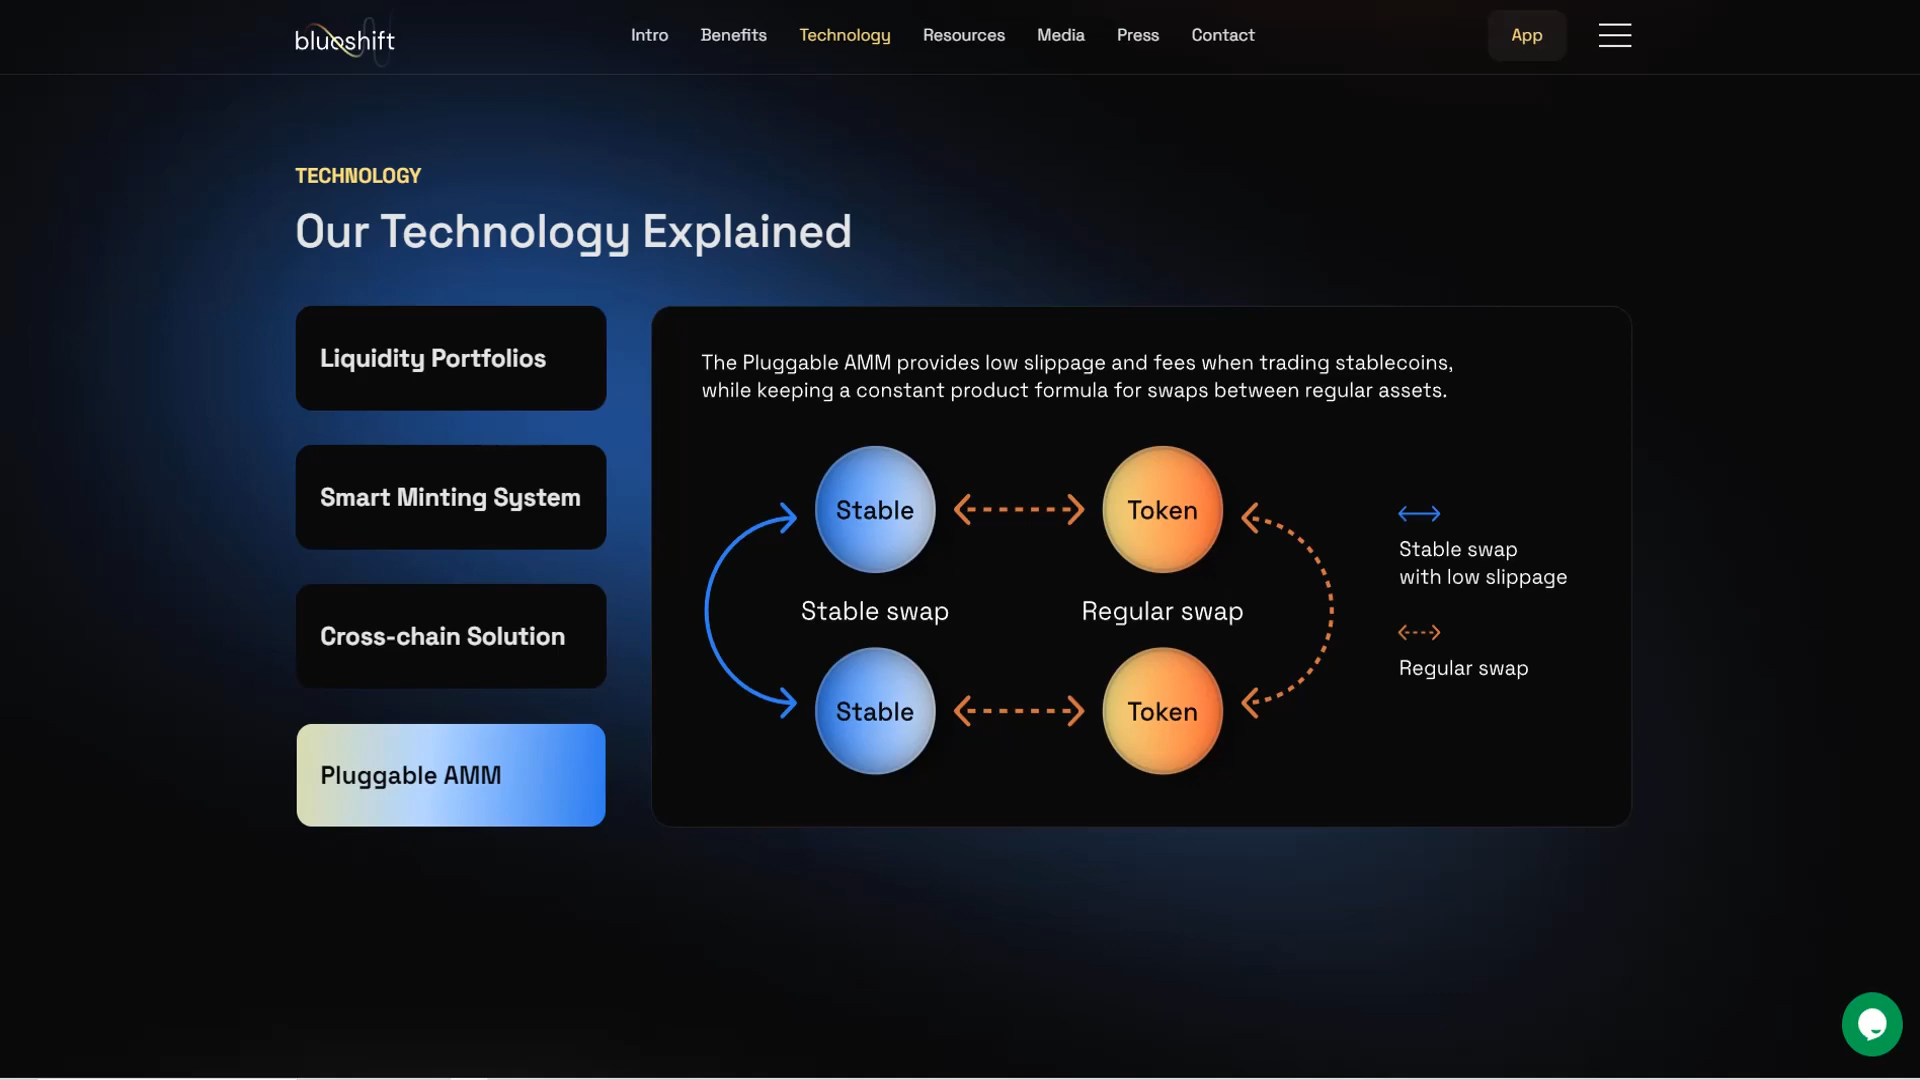 blueshift
Intro
Benefits
Technology
Resources
Media
Press
Contact
App
TECHNOLOGY
Our Technology Explained
Liquidity Portfolios
Smart Minting System
Cross-chain Solution
Pluggable AMM
The Pluggable AMM provides low slippage and fees when trading stablecoins,
while keeping a constant product formula for swaps between regular assets.
Stable
Token
Stable swap
Regular swap
Stable
Token
Stable swap
with low slippage
Regular swap